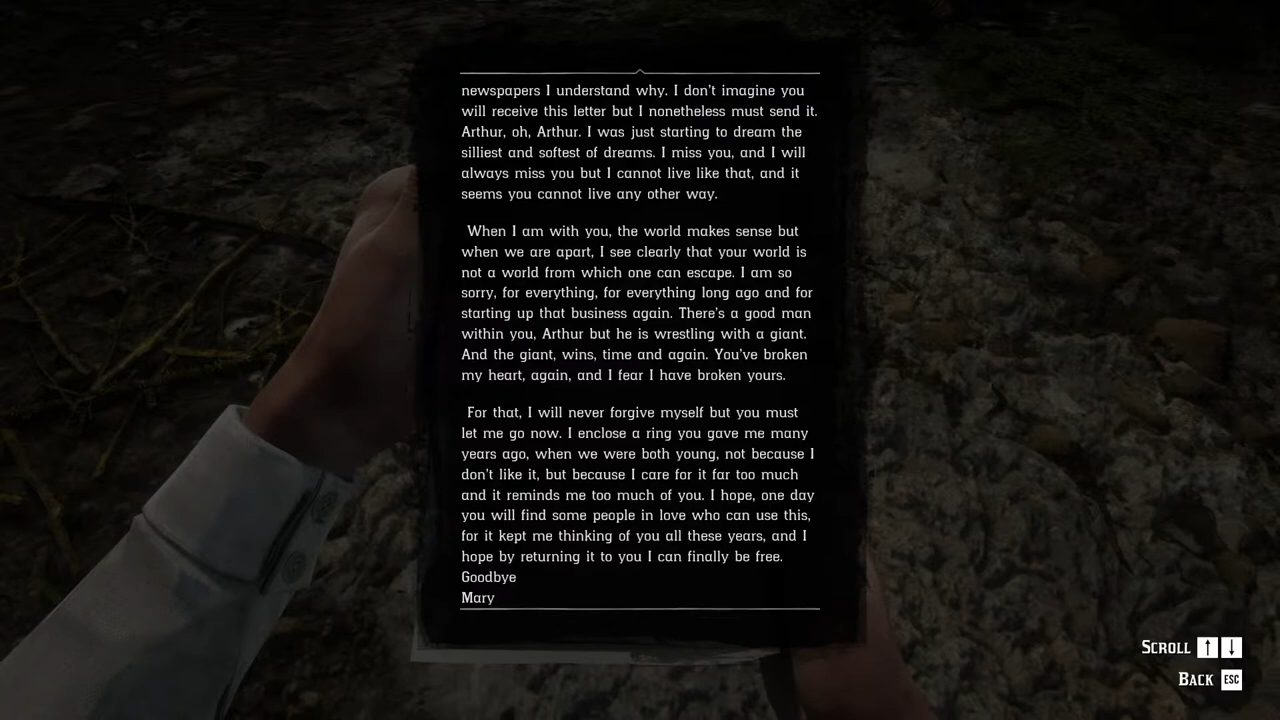 newspapers I understand why. I don't imagine you
will receive this letter but I nonetheless must send it.
Arthur, oh, Arthur. I was just starting to dream the
silliest and softest of dreams. I miss you, and I will
always miss you but I cannot live like that, and it
seems you cannot live any other way.
When I am with you, the world makes sense but
when we are apart, I see clearly that your world is
not a world from which one can escape. I am so
sorry, for everything, for everything long ago and for
starting up that business again. There's a good man
within you, Arthur but he is wrestling with a giant.
And the giant, wins, time and again. You've broken
my heart, again, and I fear I have broken yours.
For that, I will never forgive myself but you must
let me go now. I enclose a ring you gave me many
years ago, when we were both young, not because I
don't like it, but because I care for it far too much
and it reminds me too much of you. I hope, one day
you will find some people in love who can use this,
for it kept me thinking of you all these years, and I
hope by returning it to you I can finally be free.
Goodbye
Mary
SCROLL ↑ ↓
BACK ESC